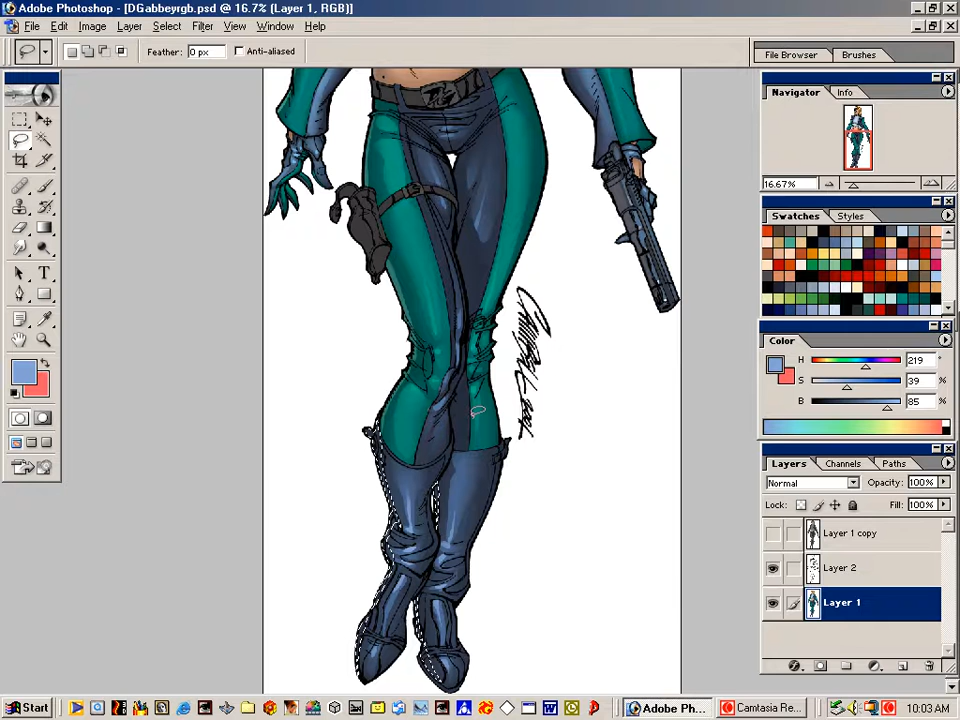 Adobe Photoshop - [DGabbeyrgb.psd @ 16.7% (Layer 1, RGB)]
File Edit Image Layer Select Filter View Window Help
Feather: 0 px Anti-aliased File Browser Brushes
Navigator Info
16.67%
Swatches Styles
Color
H 219 °
S 39 %
B 85 %
Layers Channels Paths
Normal Opacity: 100%
Lock: Fill: 100%
Layer 1 copy
Layer 2
Layer 1
T
Start Adobe Phot... Camtasia Re... 10:03 AM